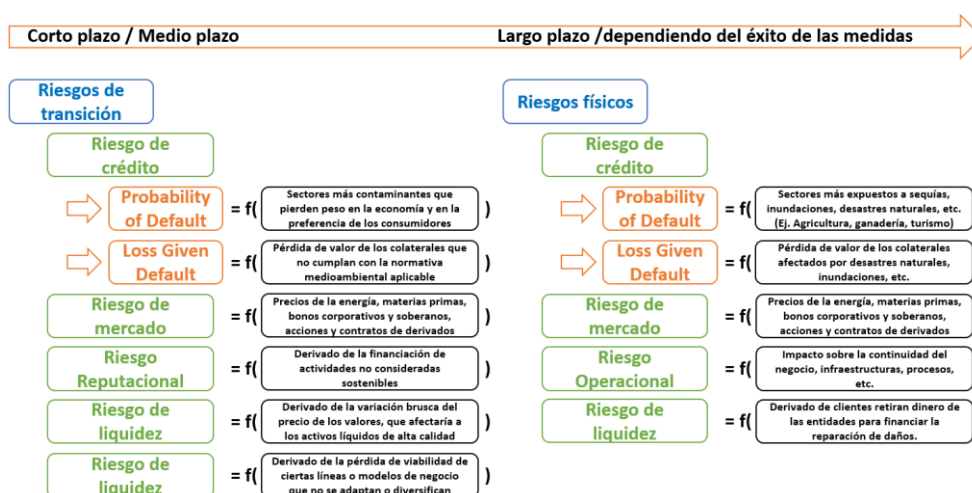 Corto plazo / Medio plazo
Largo plazo /dependiendo del éxito de las medidas
Riesgos de
transición
Riesgo de
crédito
Probability
of Default
= f(
Sectores más contaminantes que
pierden peso en la economía y en la
preferencia de los consumidores
)
Loss Given
Default
= f(
Pérdida de valor de los colaterales que
no cumplan con la normativa
medioambiental aplicable
)
Riesgo de
mercado
= f(
Precios de la energía, materias primas,
bonos corporativos y soberanos,
acciones y contratos de derivados
)
Riesgo
Reputacional
= f(
Derivado de la financiación de
actividades no consideradas
sostenibles
)
Riesgo de
liquidez
= f(
Derivado de la variación brusca del
precio de los valores, que afectaría a
los activos líquidos de alta calidad
)
Riesgo de
liquidez
= f(
Derivado de la pérdida de viabilidad de
ciertas líneas o modelos de negocio
que no se adaptan o diversifican
)
Riesgos físicos
Riesgo de
crédito
Probability
of Default
= f(
Sectores más expuestos a sequías,
inundaciones, desastres naturales, etc.
(Ej. Agricultura, ganadería, turismo)
)
Loss Given
Default
= f(
Pérdida de valor de los colaterales
afectados por desastres naturales,
inundaciones, etc.
)
Riesgo de
mercado
= f(
Precios de la energía, materias primas,
bonos corporativos y soberanos,
acciones y contratos de derivados
)
Riesgo
Operacional
= f(
Impacto sobre la continuidad del
negocio, infraestructuras, procesos,
etc.
)
Riesgo de
liquidez
= f(
Derivado de clientes retiran dinero de
las entidades para financiar la
reparación de daños.
)